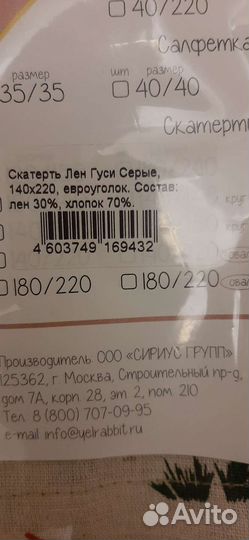 40/220
Салфетка
размер шт размер
35/35 40/40
Скатерть
Скатерть Лен Гуси Серые,
140х220, евроуголок. Состав:
лен 30%, хлопок 70%.
круг
4 603749 169432
180/220 180/220 овал
Производитель: ООО «СИРИУС ГРУПП»
125362, г. Москва, Строительный пр-д,
дом 7А, корп. 28, эт. 2, пом. 210
Тел. 8 (800) 707-09-95
e-mail info@yelrabbit.ru
Avito